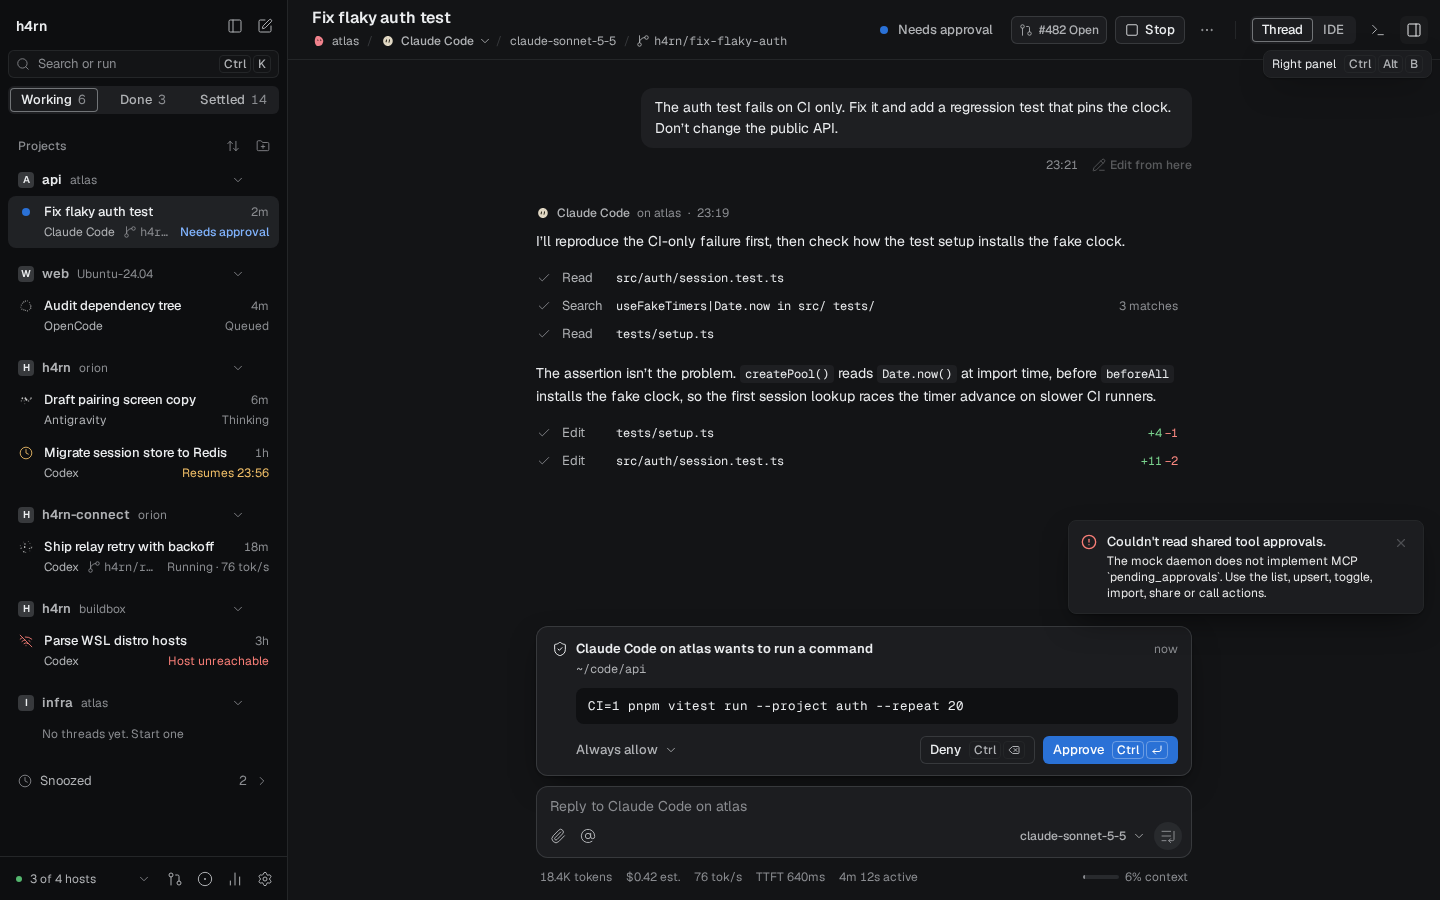 h4rn
Search or run Ctrl K
Working 6 Done 3 Settled 14
Projects
A api atlas
Fix flaky auth test 2m
Claude Code h4r... Needs approval
W web Ubuntu-24.04
Audit dependency tree 4m
OpenCode Queued
H h4rn orion
Draft pairing screen copy 6m
Antigravity Thinking
Migrate session store to Redis 1h
Codex Resumes 23:56
H h4rn-connect orion
Ship relay retry with backoff 18m
Codex h4rn/r... Running · 76 tok/s
H h4rn buildbox
Parse WSL distro hosts 3h
Codex Host unreachable
I infra atlas
No threads yet. Start one
Snoozed 2
3 of 4 hosts
Fix flaky auth test
atlas / Claude Code / claude-sonnet-5-5 / h4rn/fix-flaky-auth
Needs approval #482 Open Stop Thread IDE
Right panel Ctrl Alt B
The auth test fails on CI only. Fix it and add a regression test that pins the clock.
Don't change the public API.
23:21 Edit from here
Claude Code on atlas · 23:19
I'll reproduce the CI-only failure first, then check how the test setup installs the fake clock.
Read src/auth/session.test.ts
Search useFakeTimers|Date.now in src/ tests/ 3 matches
Read tests/setup.ts
The assertion isn't the problem. createPool() reads Date.now() at import time, before beforeAll
installs the fake clock, so the first session lookup races the timer advance on slower CI runners.
Edit tests/setup.ts +4 −1
Edit src/auth/session.test.ts +11 −2
Couldn't read shared tool approvals.
The mock daemon does not implement MCP
`pending_approvals`. Use the list, upsert, toggle,
import, share or call actions.
Claude Code on atlas wants to run a command now
~/code/api
CI=1 pnpm vitest run --project auth --repeat 20
Always allow Deny Ctrl Approve Ctrl
Reply to Claude Code on atlas
claude-sonnet-5-5
18.4K tokens $0.42 est. 76 tok/s TTFT 640ms 4m 12s active 6% context